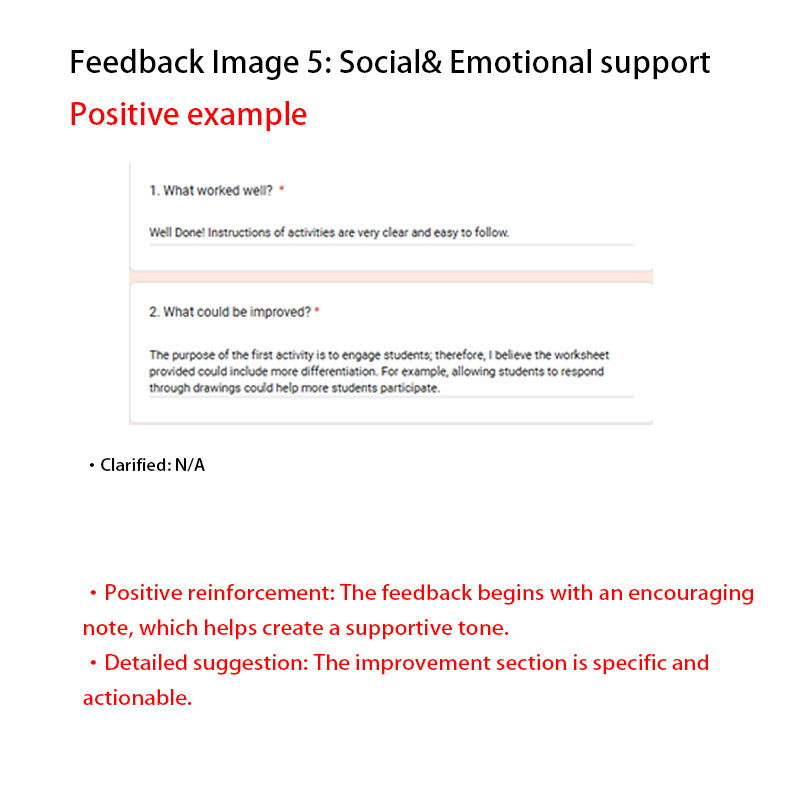 Feedback Image 5: Social& Emotional support
Positive example
1. What worked well? *
Well Done! Instructions of activities are very clear and easy to follow.
2. What could be improved? *
The purpose of the first activity is to engage students; therefore, I believe the worksheet
provided could include more differentiation. For example, allowing students to respond
through drawings could help more students participate.
・Clarified: N/A
・Positive reinforcement: The feedback begins with an encouraging
note, which helps create a supportive tone.
・Detailed suggestion: The improvement section is specific and
actionable.